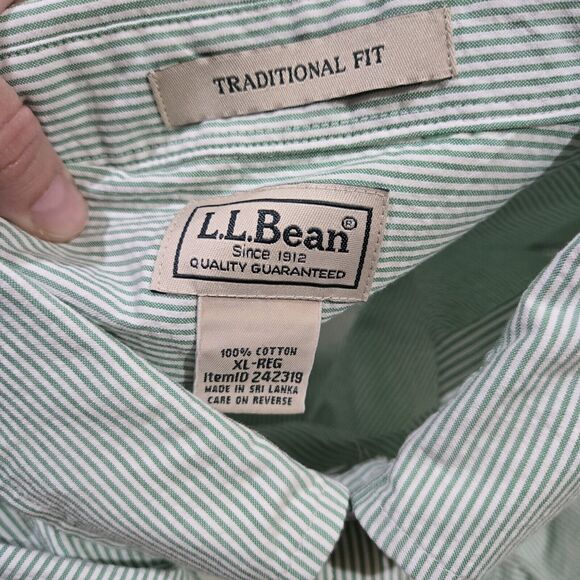 TRADITIONAL FIT
L.L.Bean®
Since 1912
QUALITY GUARANTEED
100% COTTON
XL-REG
ItemID 242319
MADE IN SRI LANKA
CARE ON REVERSE